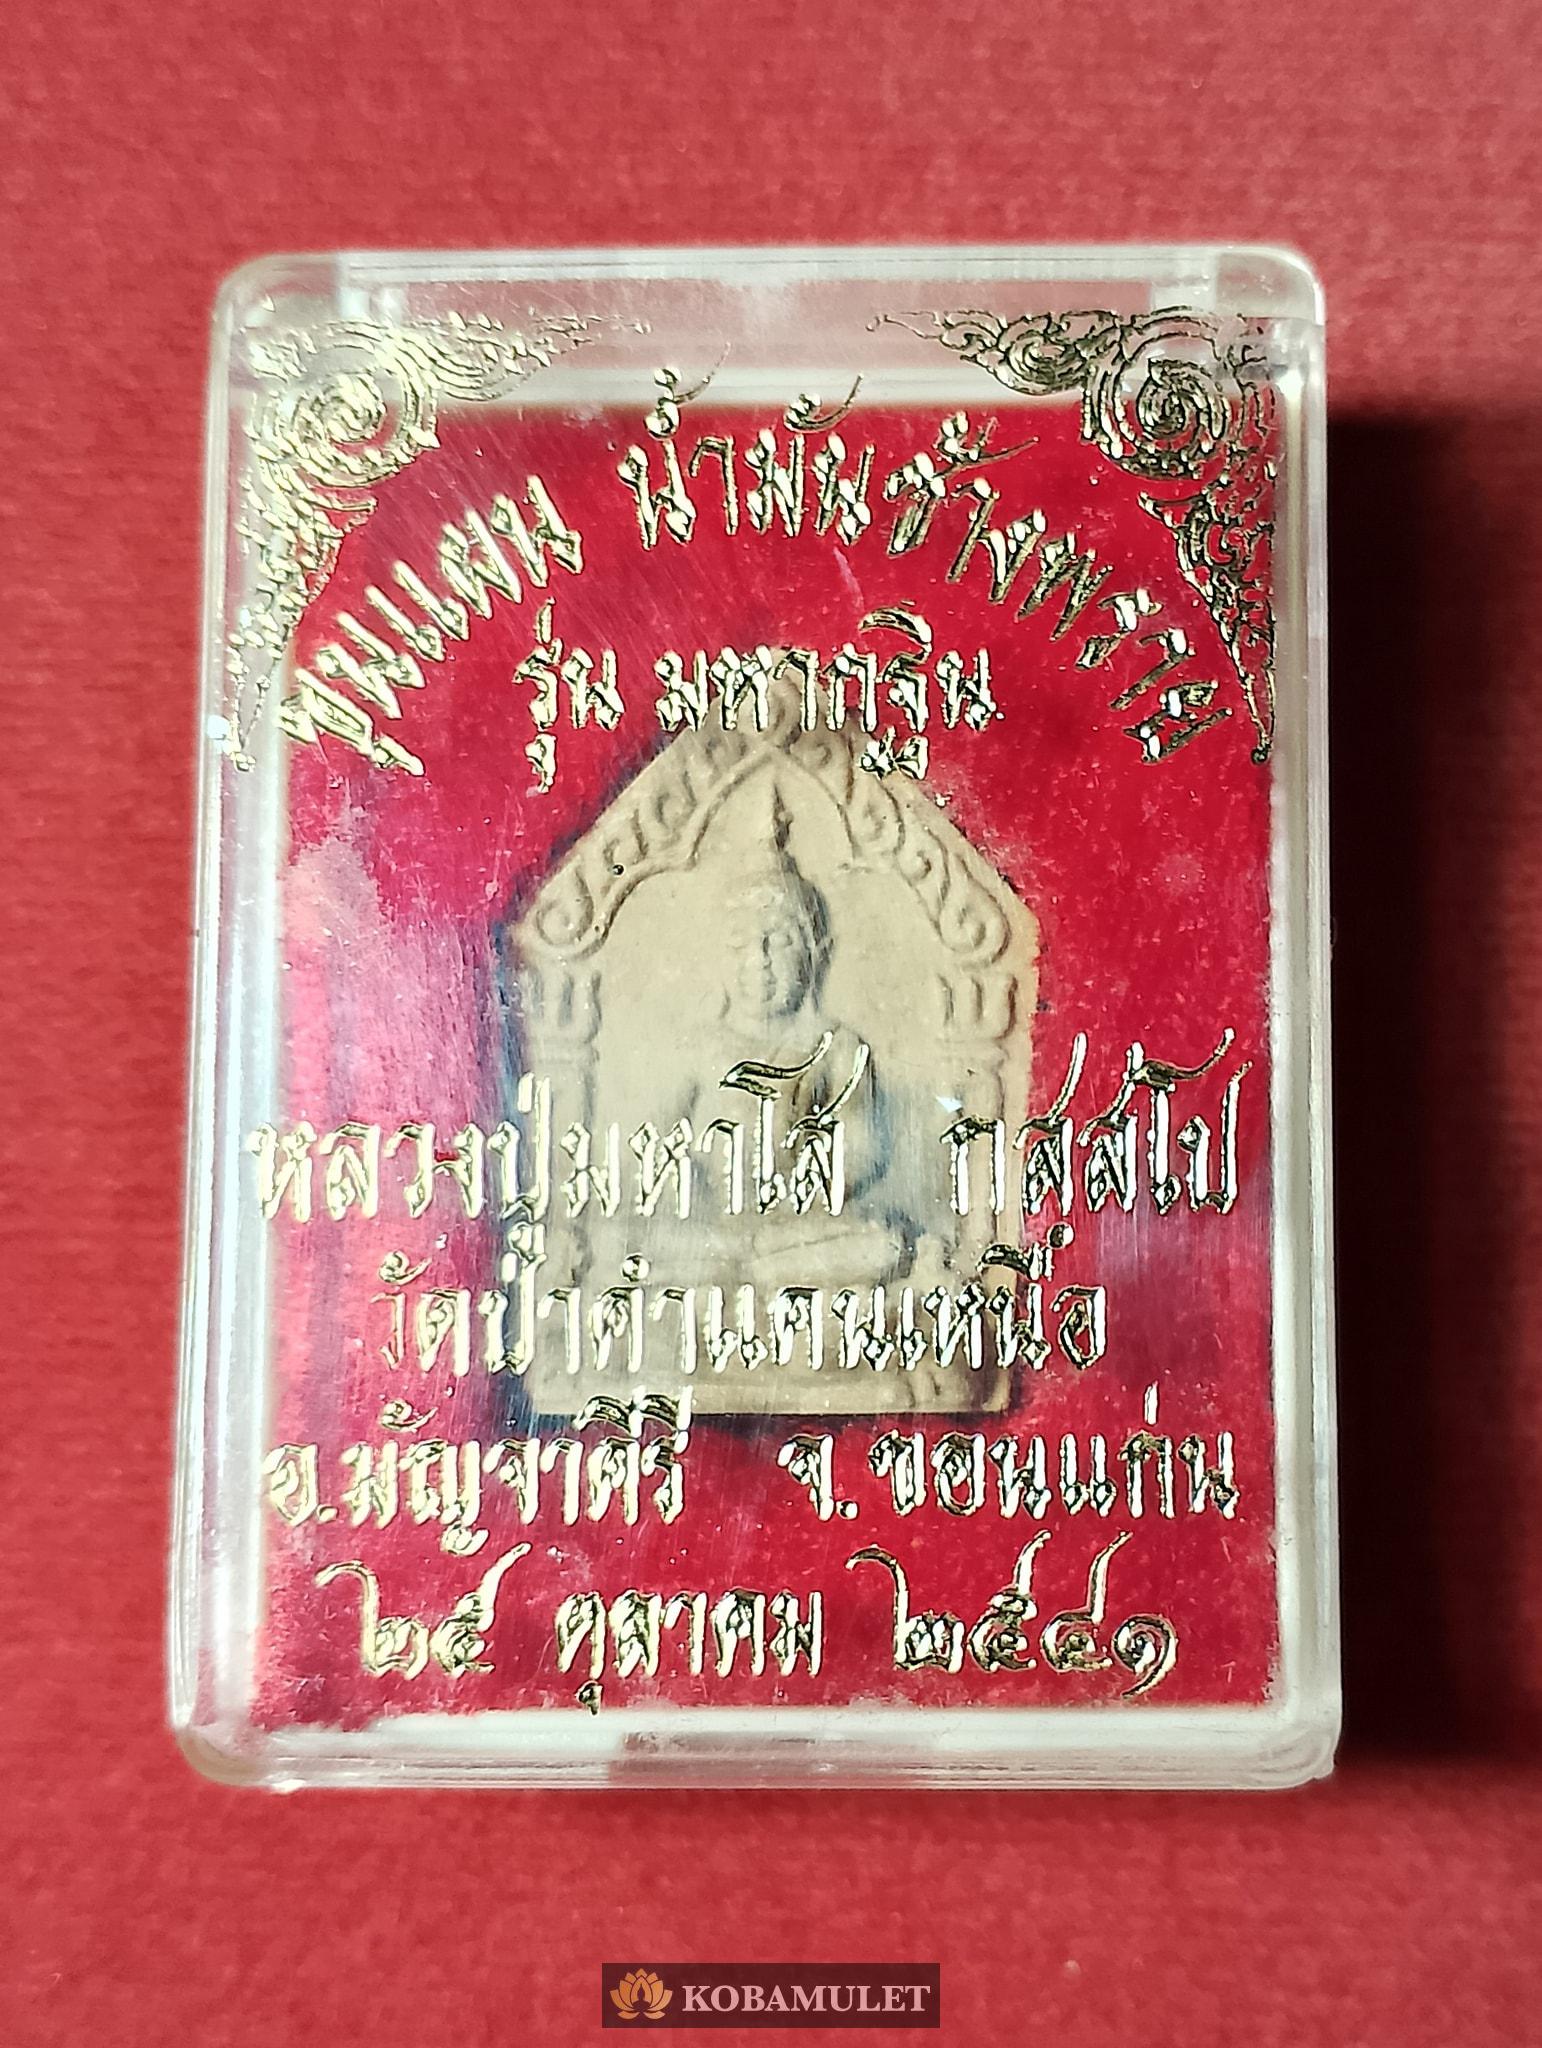 ขุนแผน น้ำมันช้างพราย
รุ่น มหากฐิน
หลวงปู่มหาโส กสฺสโป
วัดป่าคำแคนเหนือ
อ.มัญจาคีรี จ.ขอนแก่น
๒๕ ตุลาคม ๒๕๔๑
KOBAMULET